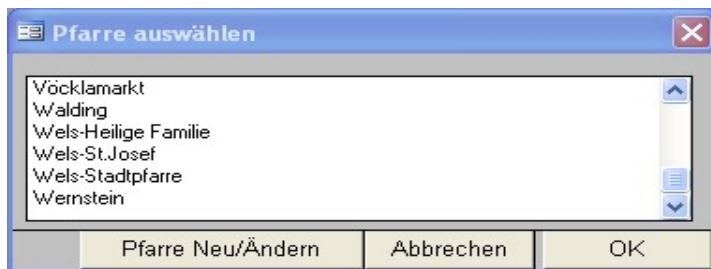 Pfarre auswählen
Vöcklamarkt
Walding
Wels-Heilige Familie
Wels-St.Josef
Wels-Stadtpfarre
Wernstein
Pfarre Neu/Ändern Abbrechen OK